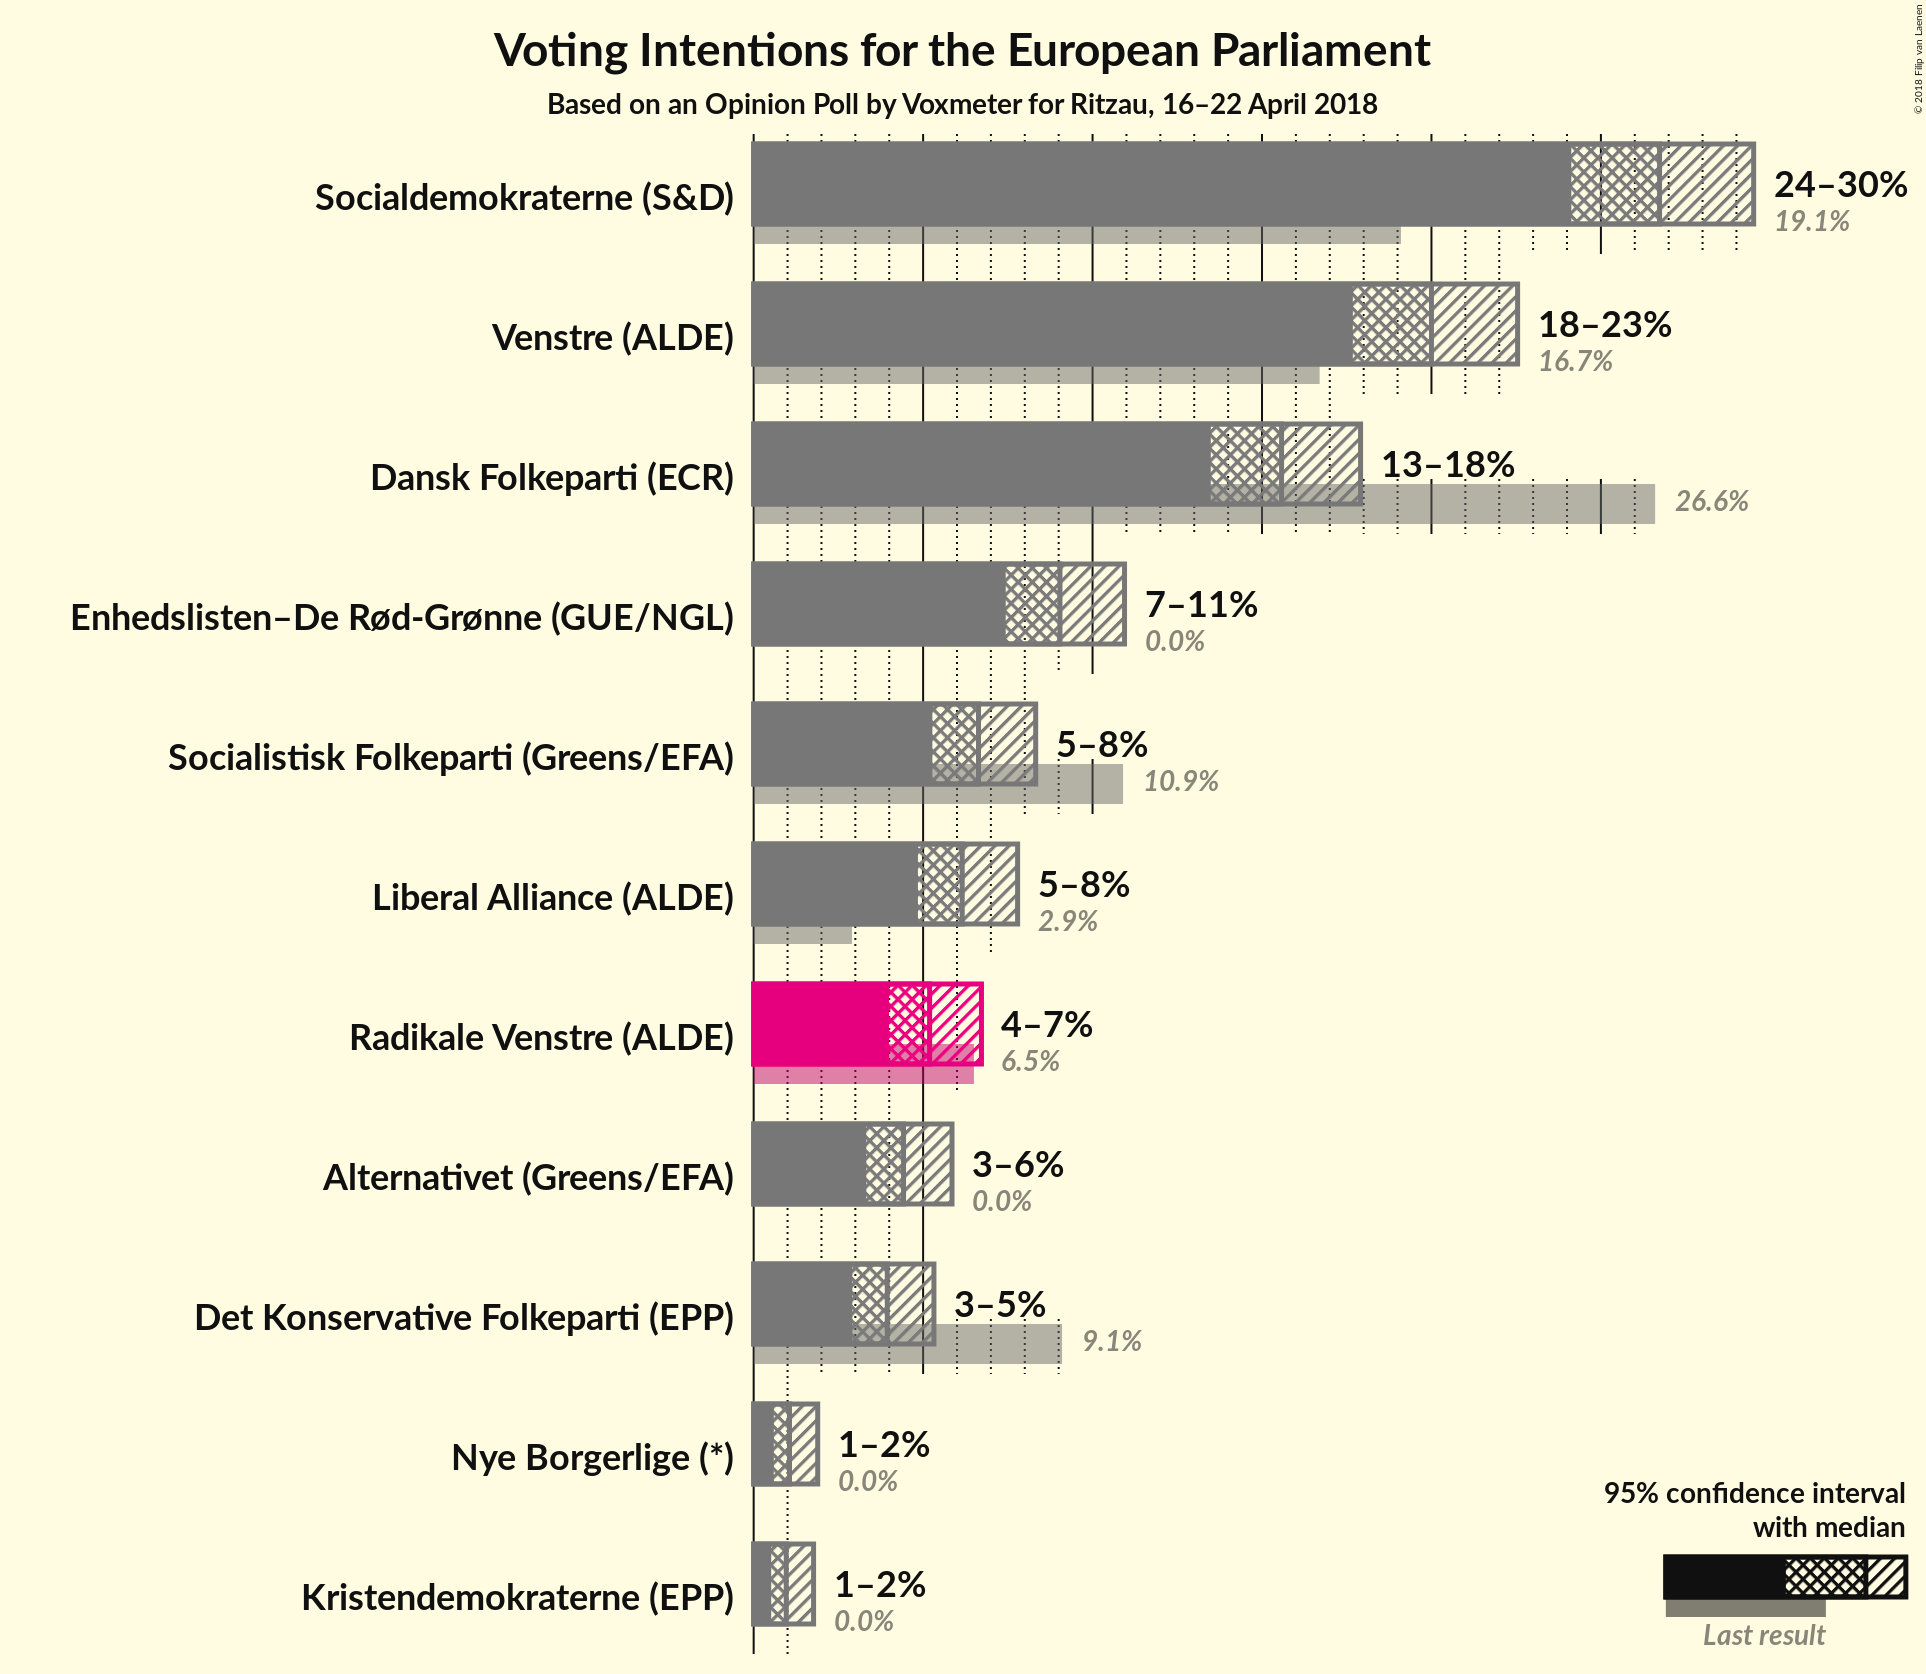 Voting Intentions for the European Parliament
Based on an Opinion Poll by Voxmeter for Ritzau, 16–22 April 2018
© 2018 Filip van Laenen
Socialdemokraterne (S&D)
24–30%
19.1%
Venstre (ALDE)
18–23%
16.7%
Dansk Folkeparti (ECR)
13–18%
26.6%
Enhedslisten–De Rød-Grønne (GUE/NGL)
7–11%
0.0%
Socialistisk Folkeparti (Greens/EFA)
5–8%
10.9%
Liberal Alliance (ALDE)
5–8%
2.9%
Radikale Venstre (ALDE)
4–7%
6.5%
Alternativet (Greens/EFA)
3–6%
0.0%
Det Konservative Folkeparti (EPP)
3–5%
9.1%
Nye Borgerlige (*)
1–2%
0.0%
Kristendemokraterne (EPP)
1–2%
0.0%
95% confidence interval
with median
Last result